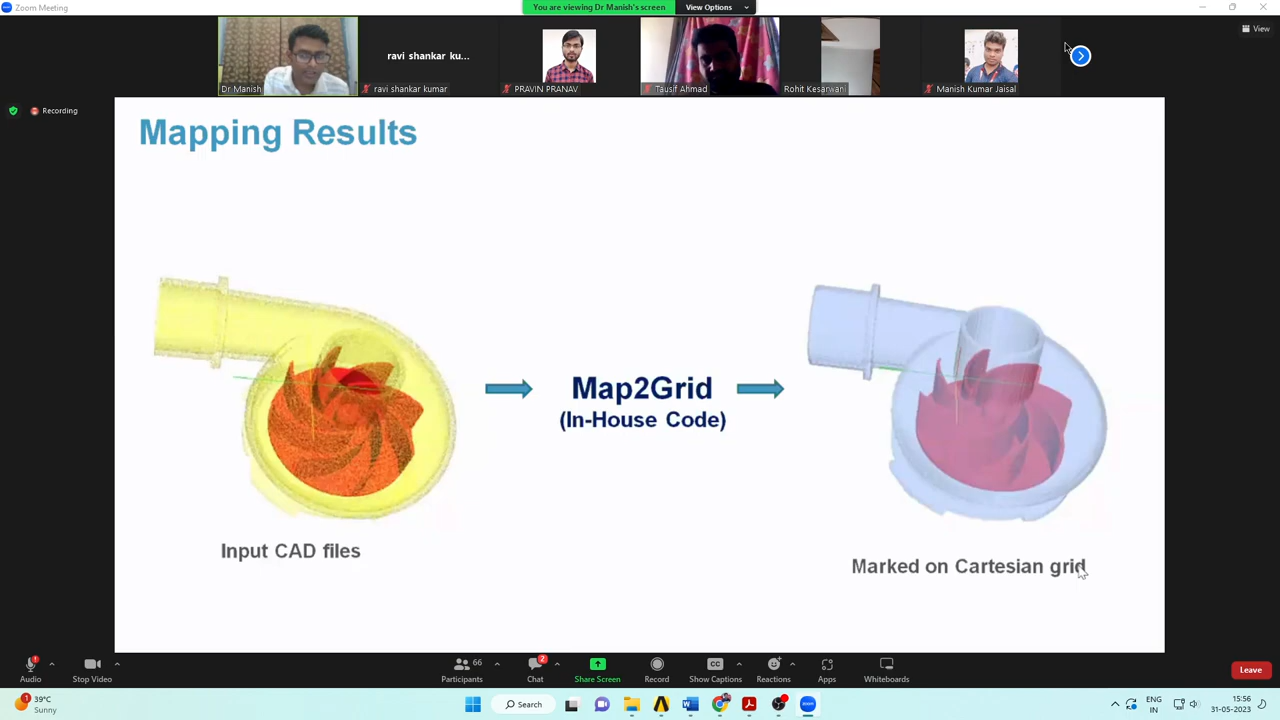 Zoom Meeting
You are viewing Dr Manish's screen
View Options
View
Recording
ravi shankar ku...
Dr Manish
ravi shankar kumar
PRAVIN PRANAV
Tausif Ahmad
Rohit Kesarwani
Manish Kumar Jaisal
Mapping Results
Map2Grid
(In-House Code)
Input CAD files
Marked on Cartesian grid
Audio
Stop Video
66
Participants
2
Chat
Share Screen
Record
Show Captions
Reactions
Apps
Whiteboards
Leave
1
39°C
Sunny
Search
ENG
IN
15:56
31-05-2023